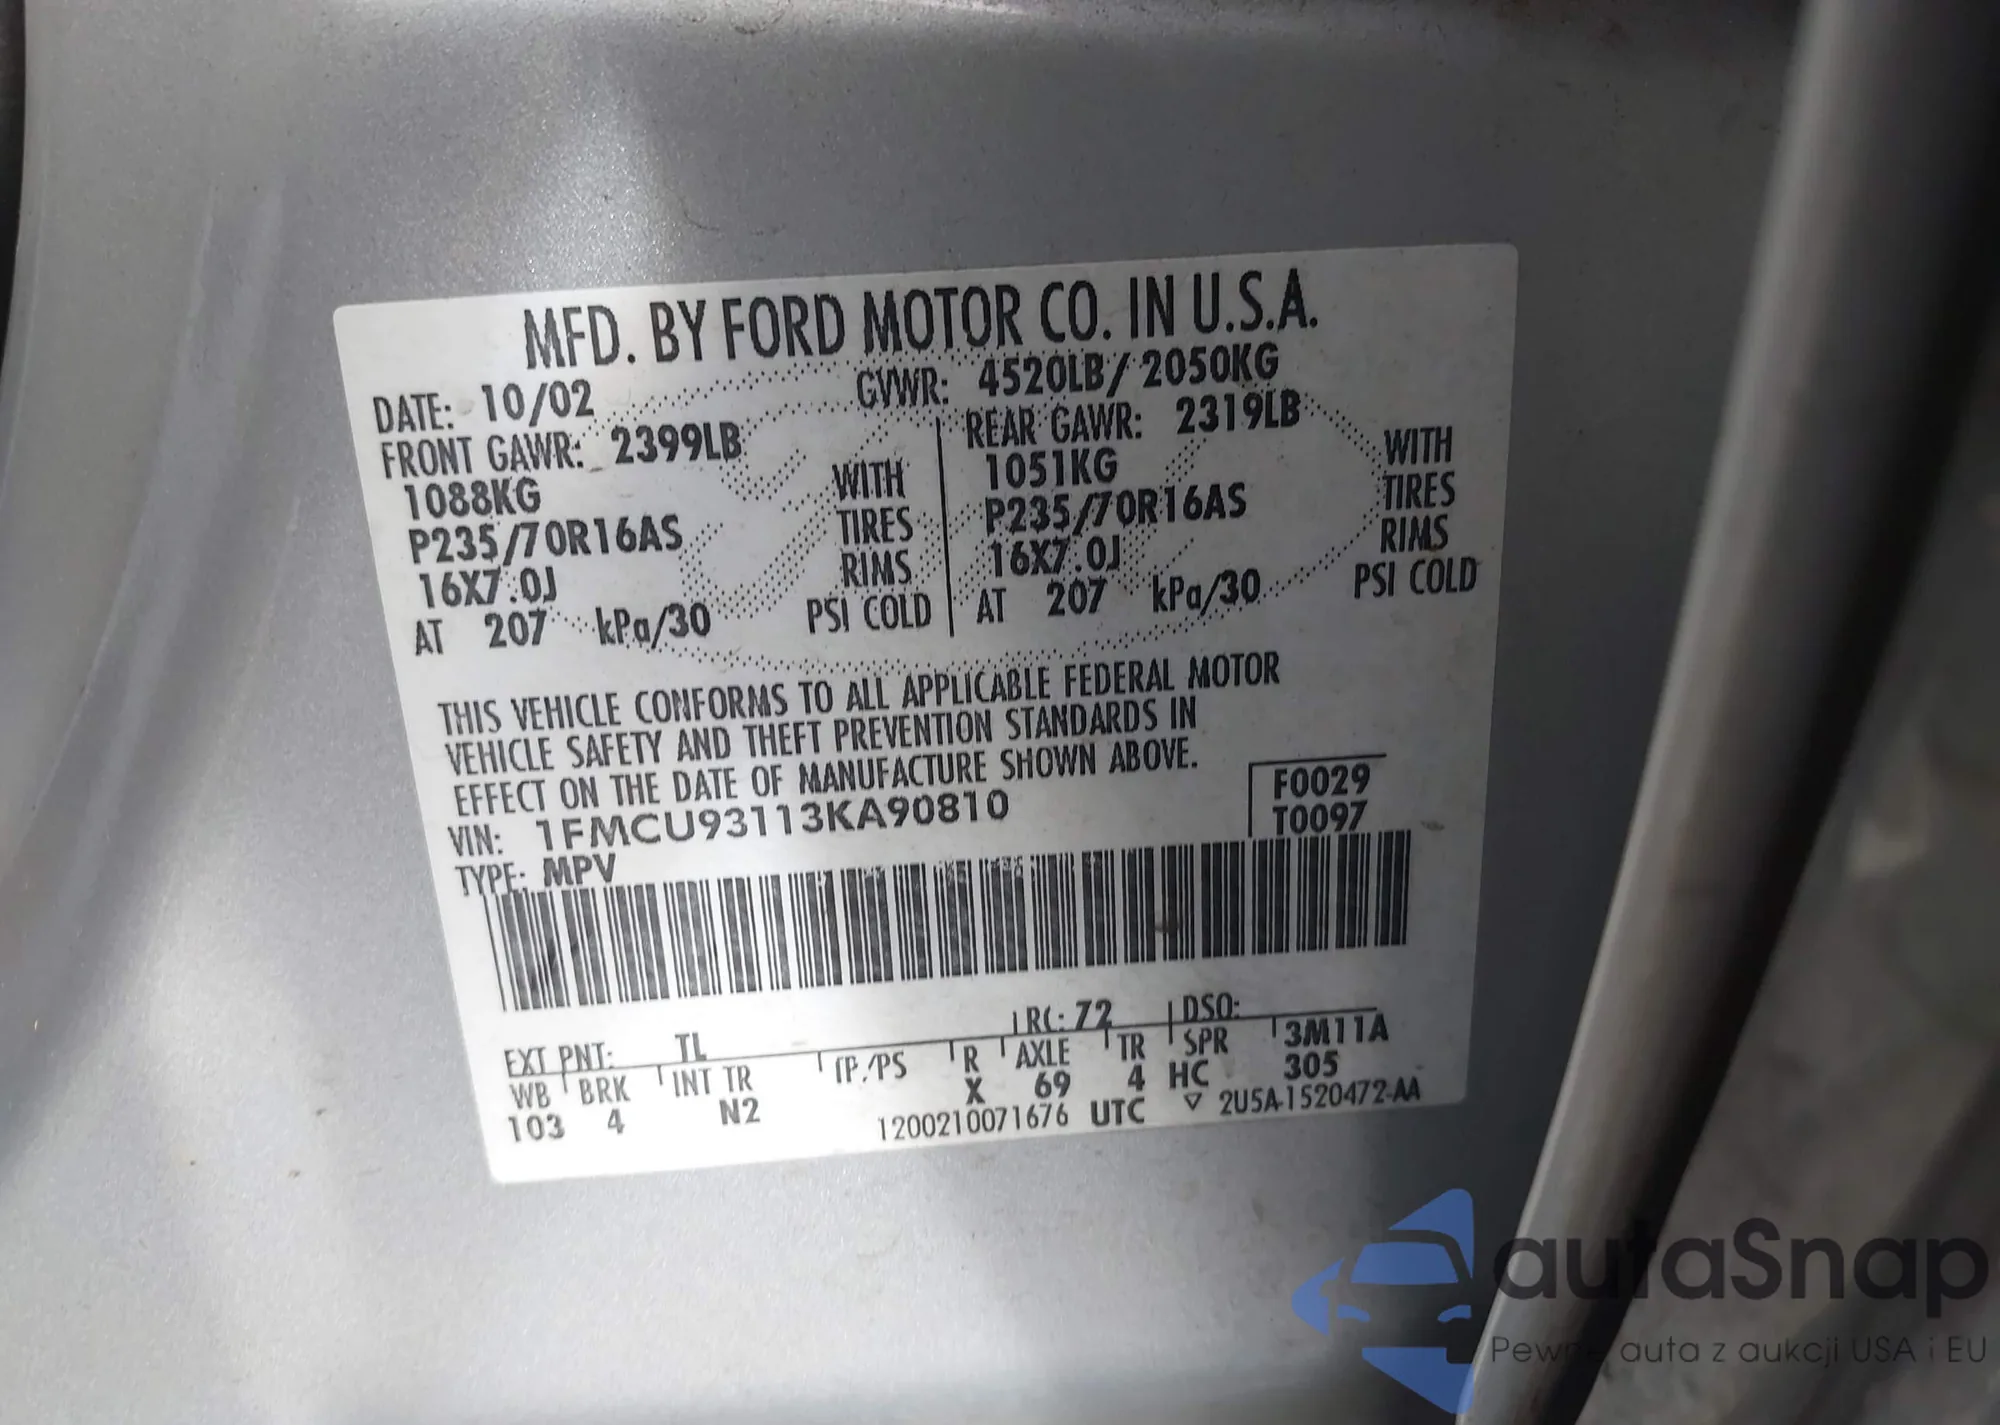 MFD. BY FORD MOTOR CO. IN U.S.A.
DATE: 10/02 GVWR: 4520LB/ 2050KG
FRONT GAWR: 2399LB REAR GAWR: 2319LB
1088KG WITH 1051KG WITH
P235/70R16AS TIRES P235/70R16AS TIRES
16X7.0J RIMS 16X7.0J RIMS
AT 207 kPa/30 PSI COLD AT 207 kPa/30 PSI COLD
THIS VEHICLE CONFORMS TO ALL APPLICABLE FEDERAL MOTOR
VEHICLE SAFETY AND THEFT PREVENTION STANDARDS IN
EFFECT ON THE DATE OF MANUFACTURE SHOWN ABOVE.
VIN: 1FMCU93113KA90810 F0029
TYPE: MPV T0097
EXT PNT: TL RC: 72 DSO:
WB BRK INT TR TP/PS R AXLE TR SPR 3M11A
103 4 N2 X 69 4 HC 305
1200210071676 UTC ▽ 2U5A-1520472-AA
autaSnap
Pewne auta z aukcji USA i EU